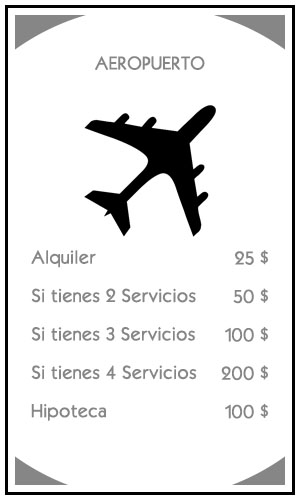 AEROPUERTO
Alquiler 25 $
Si tienes 2 Servicios 50 $
Si tienes 3 Servicios 100 $
Si tienes 4 Servicios 200 $
Hipoteca 100 $